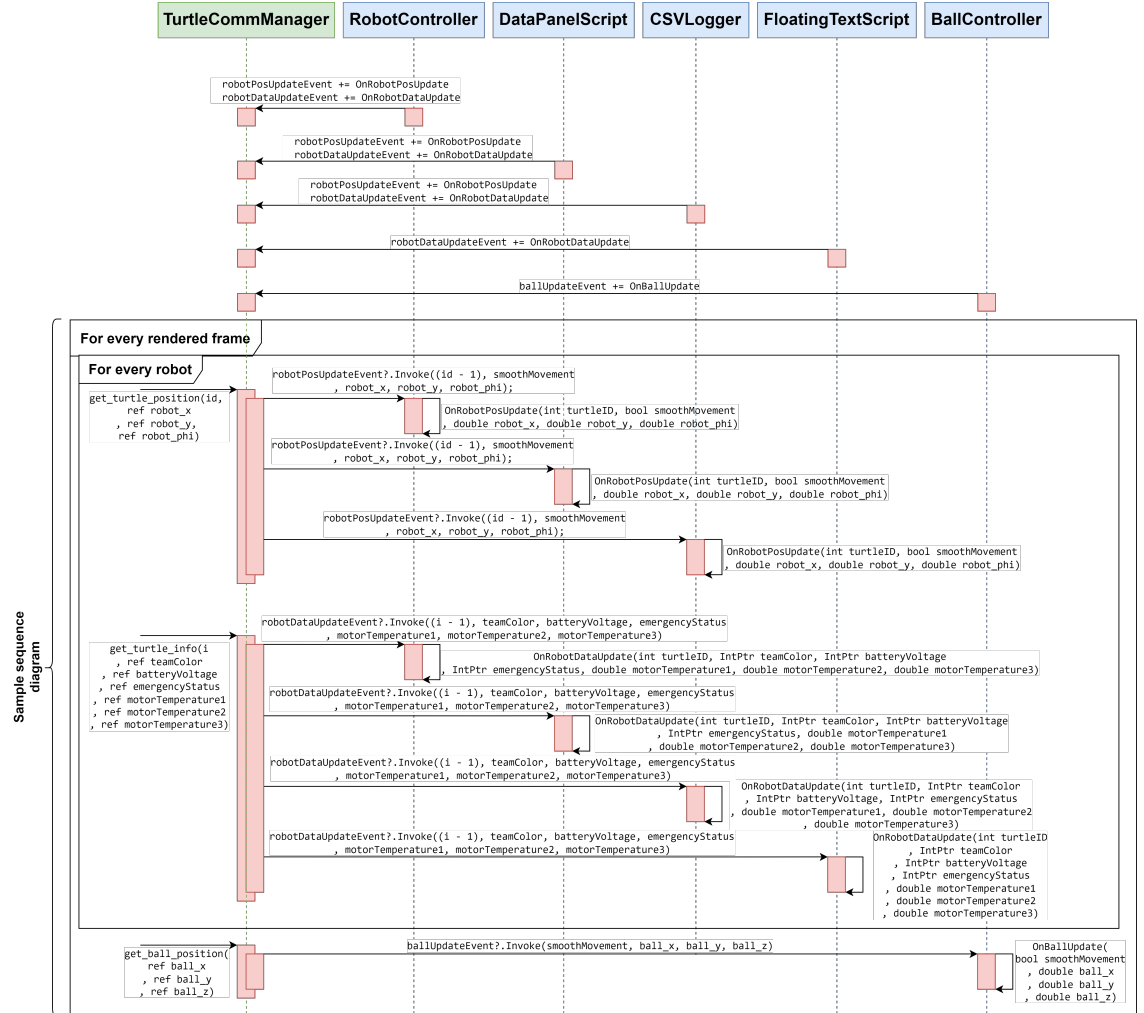 TurtleCommManager
RobotController
DataPanelScript
CSVLogger
FloatingTextScript
BallController
robotPosUpdateEvent += OnRobotPosUpdate
robotDataUpdateEvent += OnRobotDataUpdate
robotPosUpdateEvent += OnRobotPosUpdate
robotDataUpdateEvent += OnRobotDataUpdate
robotPosUpdateEvent += OnRobotPosUpdate
robotDataUpdateEvent += OnRobotDataUpdate
robotDataUpdateEvent += OnRobotDataUpdate
ballUpdateEvent += OnBallUpdate
Sample sequence
diagram
For every rendered frame
For every robot
get_turtle_position(id,
ref robot_x
, ref robot_y,
ref robot_phi)
robotPosUpdateEvent?.Invoke((id - 1), smoothMovement
, robot_x, robot_y, robot_phi);
OnRobotPosUpdate(int turtleID, bool smoothMovement
, double robot_x, double robot_y, double robot_phi)
robotPosUpdateEvent?.Invoke((id - 1), smoothMovement
, robot_x, robot_y, robot_phi);
OnRobotPosUpdate(int turtleID, bool smoothMovement
, double robot_x, double robot_y, double robot_phi)
robotPosUpdateEvent?.Invoke((id - 1), smoothMovement
, robot_x, robot_y, robot_phi);
OnRobotPosUpdate(int turtleID, bool smoothMovement
, double robot_x, double robot_y, double robot_phi)
get_turtle_info(i
, ref teamColor
, ref batteryVoltage
, ref emergencyStatus
, ref motorTemperature1
, ref motorTemperature2
, ref motorTemperature3)
robotDataUpdateEvent?.Invoke((i - 1), teamColor, batteryVoltage, emergencyStatus
, motorTemperature1, motorTemperature2, motorTemperature3)
OnRobotDataUpdate(int turtleID, IntPtr teamColor, IntPtr batteryVoltage
, IntPtr emergencyStatus, double motorTemperature1, double motorTemperature2, double motorTemperature3)
robotDataUpdateEvent?.Invoke((i - 1), teamColor, batteryVoltage, emergencyStatus
, motorTemperature1, motorTemperature2, motorTemperature3)
OnRobotDataUpdate(int turtleID, IntPtr teamColor, IntPtr batteryVoltage
, IntPtr emergencyStatus, double motorTemperature1
, double motorTemperature2, double motorTemperature3)
robotDataUpdateEvent?.Invoke((i - 1), teamColor, batteryVoltage, emergencyStatus
, motorTemperature1, motorTemperature2, motorTemperature3)
OnRobotDataUpdate(int turtleID, IntPtr teamColor
, IntPtr batteryVoltage, IntPtr emergencyStatus
, double motorTemperature1, double motorTemperature2
, double motorTemperature3)
robotDataUpdateEvent?.Invoke((i - 1), teamColor, batteryVoltage, emergencyStatus
, motorTemperature1, motorTemperature2, motorTemperature3)
OnRobotDataUpdate(int turtleID
, IntPtr teamColor
, IntPtr batteryVoltage
, IntPtr emergencyStatus
, double motorTemperature1
, double motorTemperature2
, double motorTemperature3)
get_ball_position(
ref ball_x
, ref ball_y
, ref ball_z)
ballUpdateEvent?.Invoke(smoothMovement, ball_x, ball_y, ball_z)
OnBallUpdate(
bool smoothMovement
, double ball_x
, double ball_y
, double ball_z)